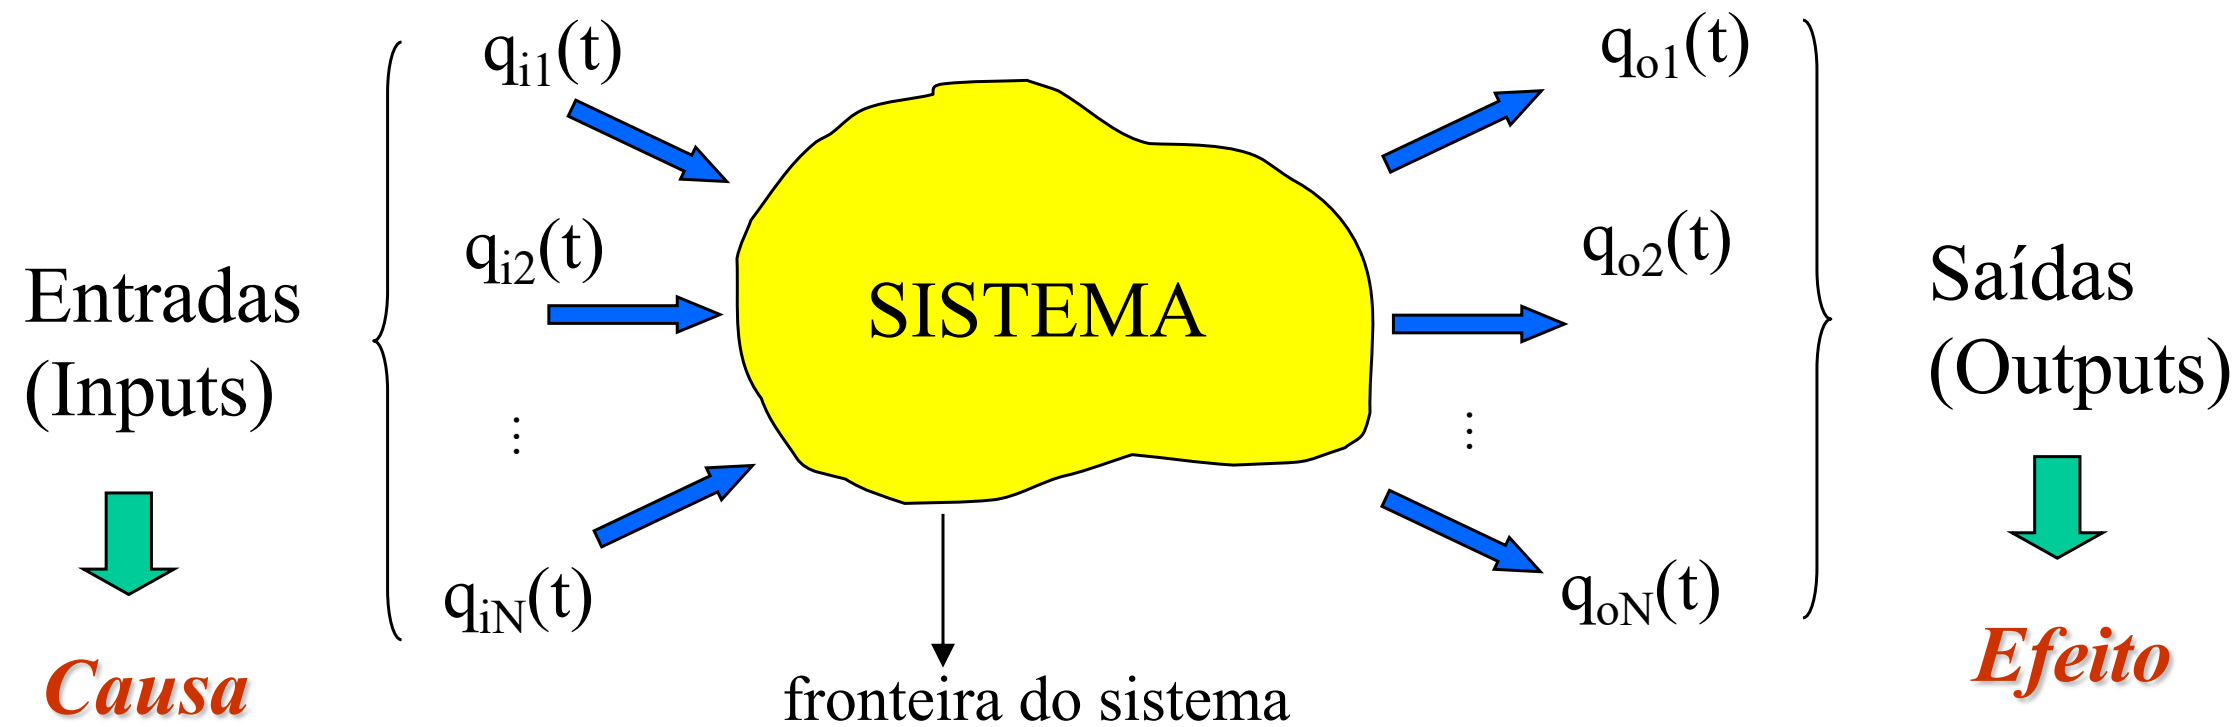 Entradas
(Inputs)
Causa
qi1(t)
qi2(t)
⋮
qiN(t)
SISTEMA
fronteira do sistema
qo1(t)
qo2(t)
⋮
qoN(t)
Saídas
(Outputs)
Efeito